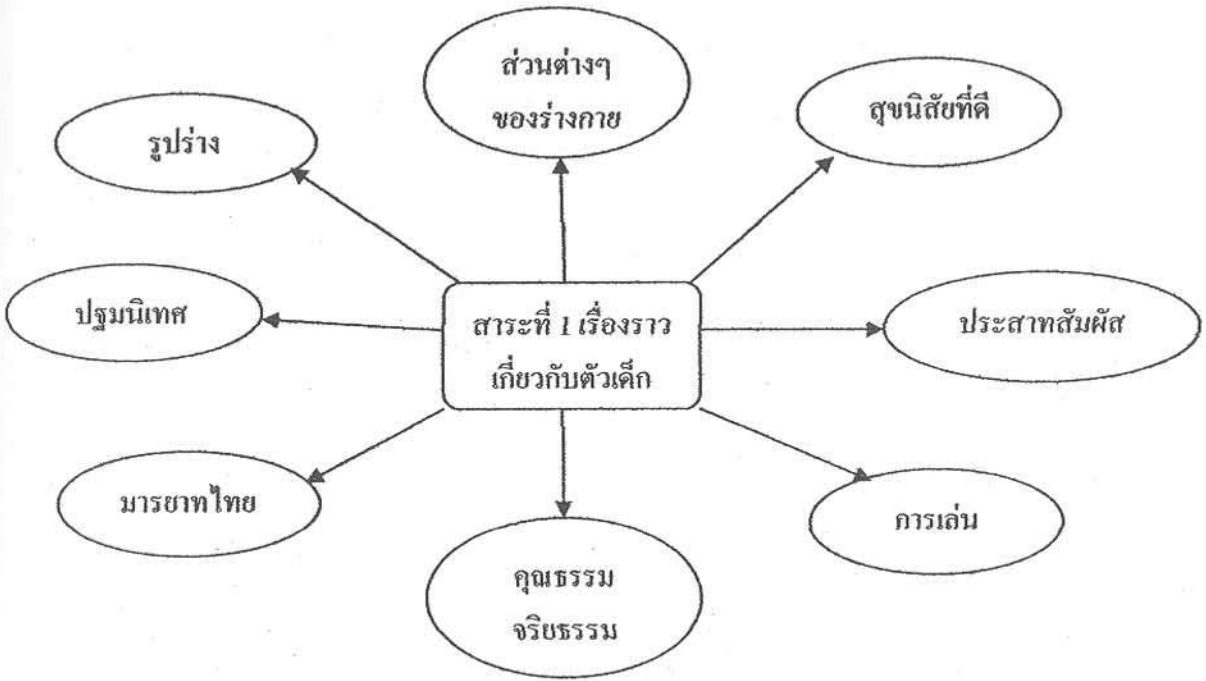 ส่วนต่างๆ
ของร่างกาย
สุขนิสัยที่ดี
รูปร่าง
ปฐมนิเทศ
สาระที่ 1 เรื่องราว
เกี่ยวกับตัวเด็ก
ประสาทสัมผัส
มารยาทไทย
การเล่น
คุณธรรม
จริยธรรม